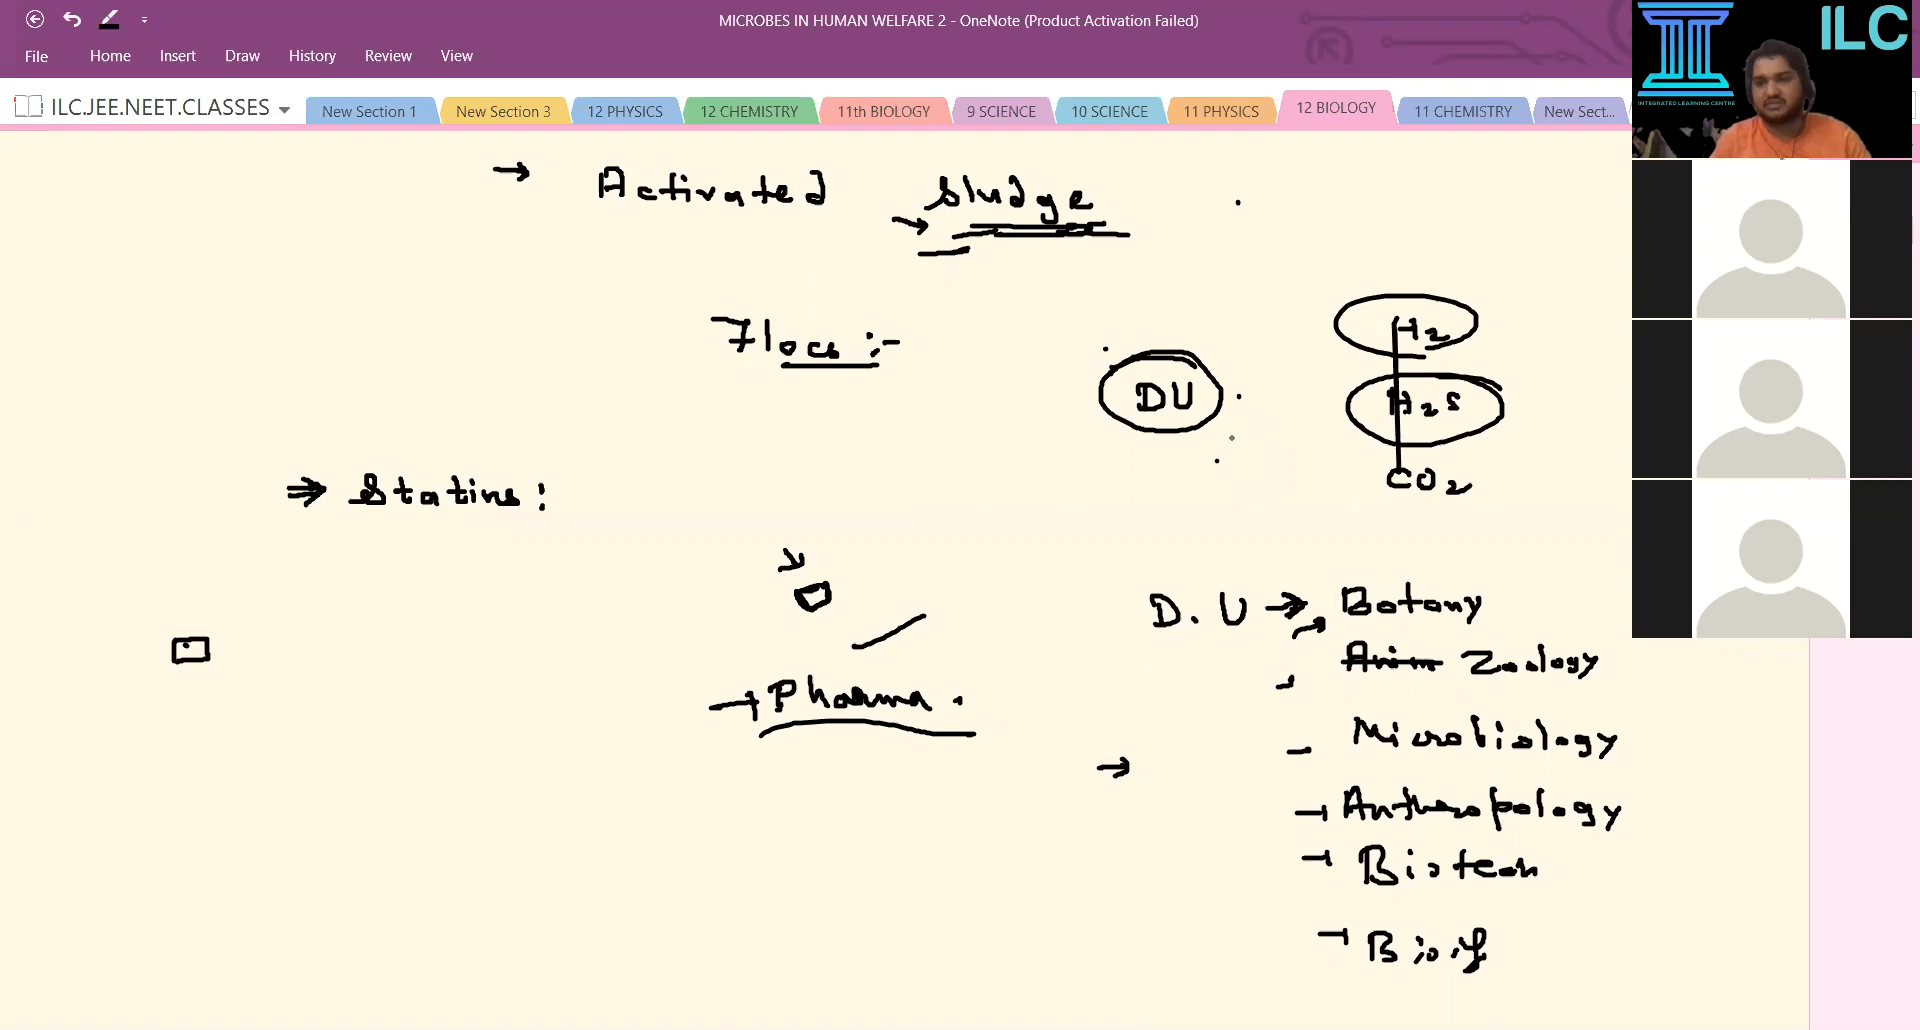 MICROBES IN HUMAN WELFARE 2 - OneNote (Product Activation Failed)
File Home Insert Draw History Review View
ILC.JEE.NEET.CLASSES
New Section 1 New Section 3 12 PHYSICS 12 CHEMISTRY 11th BIOLOGY 9 SCIENCE 10 SCIENCE 11 PHYSICS 12 BIOLOGY 11 CHEMISTRY New Sect...
ILC
INTEGRATED LEARNING CENTRE
→ Activated
→ Sludge
Flocs :-
H2
DU
H2S
CO2
⇒ Statins :
D. U → Botany
Zoology
→ Pharma .
Microbiology
→
Anthropology
Biotech